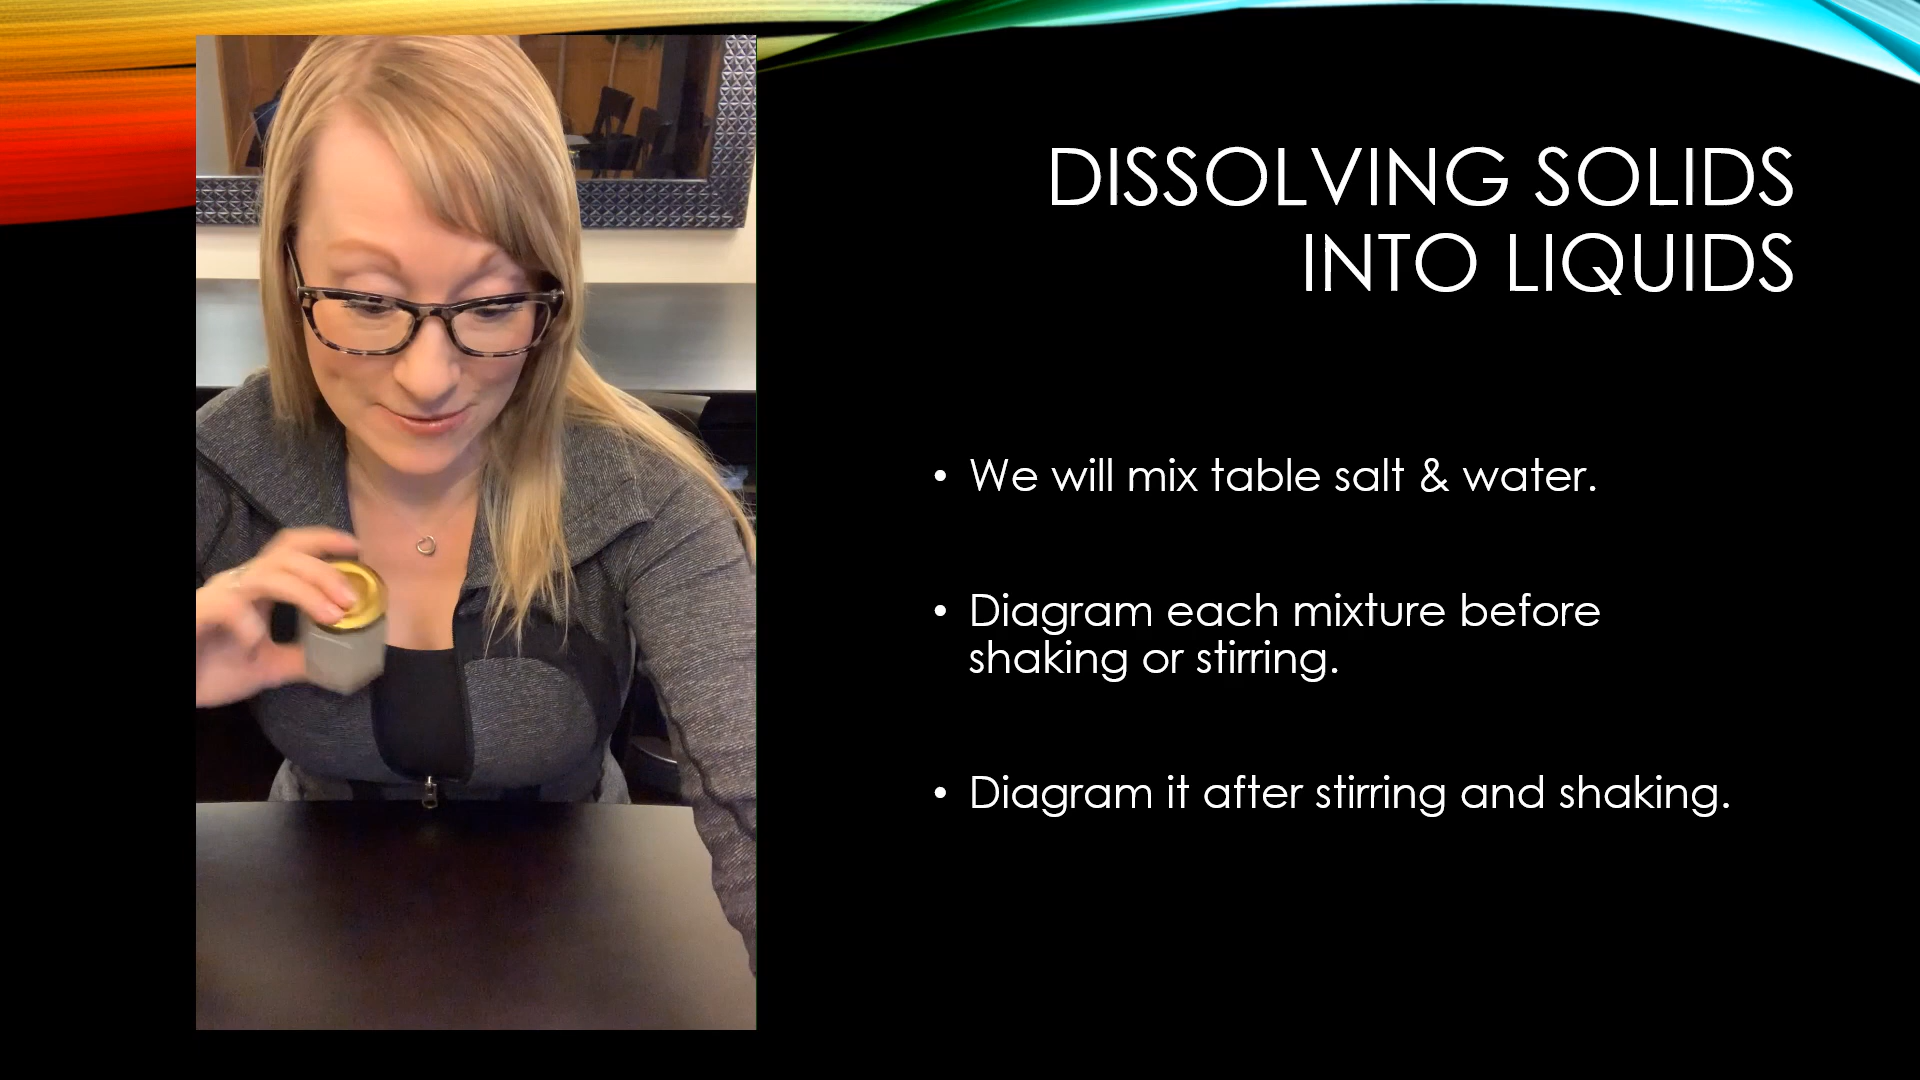 DISSOLVING SOLIDS
INTO LIQUIDS
• We will mix table salt & water.
• Diagram each mixture before
shaking or stirring.
• Diagram it after stirring and shaking.